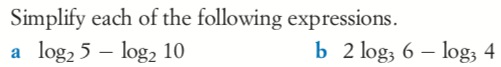 Simplify each of the following expressions.
a log₂ 5 – log₂ 10 b 2 log₃ 6 – log₃ 4